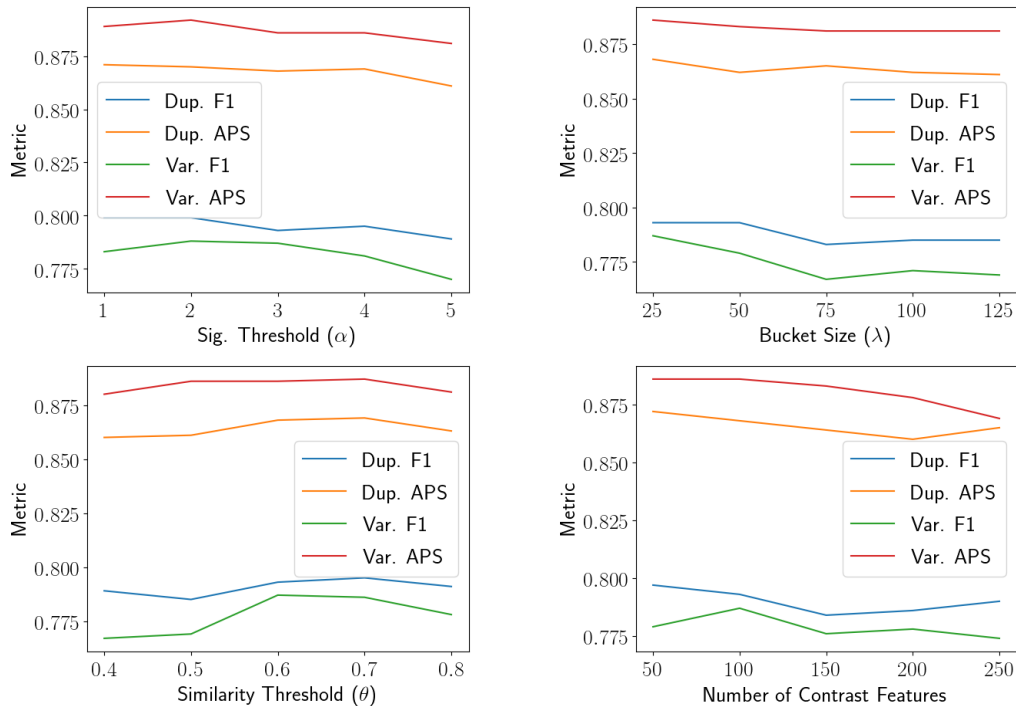 0.875
0.850
0.825
0.800
0.775
Metric
Dup. F1
Dup. APS
Var. F1
Var. APS
1 2 3 4 5
Sig. Threshold (α)
0.875
0.850
0.825
0.800
0.775
Metric
Dup. F1
Dup. APS
Var. F1
Var. APS
25 50 75 100 125
Bucket Size (λ)
0.875
0.850
0.825
0.800
0.775
Metric
Dup. F1
Dup. APS
Var. F1
Var. APS
0.4 0.5 0.6 0.7 0.8
Similarity Threshold (θ)
0.875
0.850
0.825
0.800
0.775
Metric
Dup. F1
Dup. APS
Var. F1
Var. APS
50 100 150 200 250
Number of Contrast Features